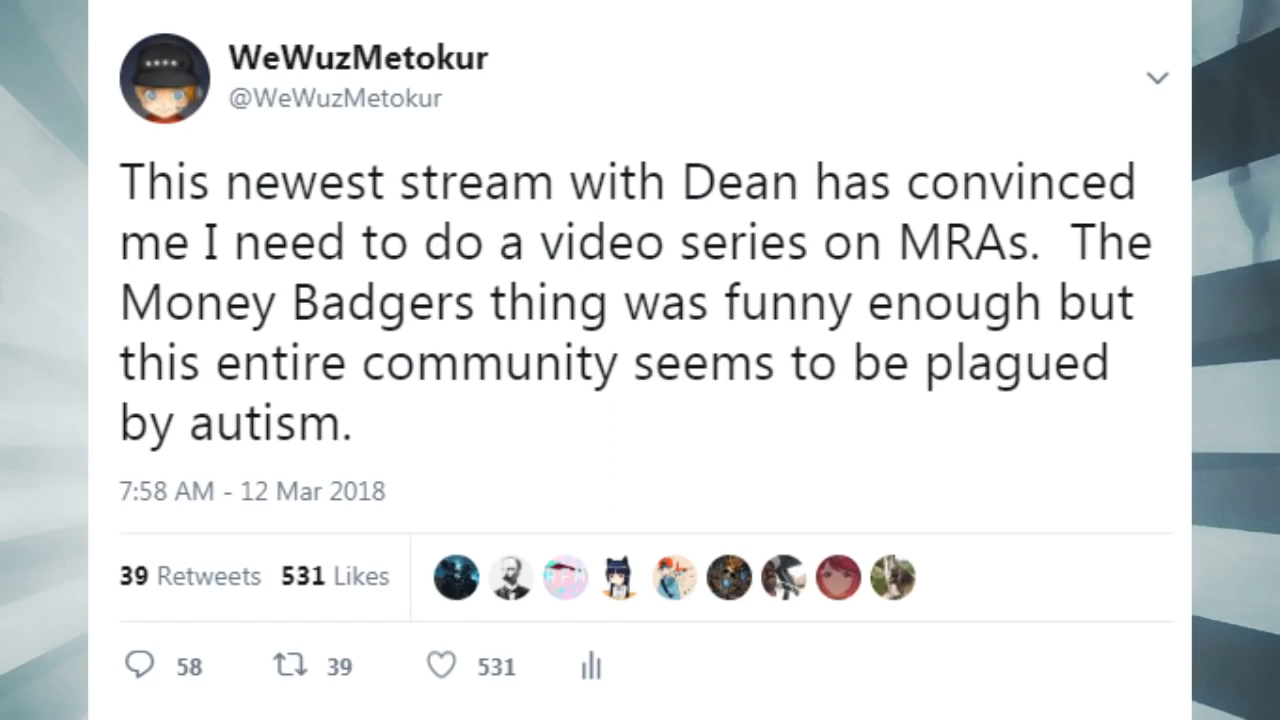 WeWuzMetokur
@WeWuzMetokur
This newest stream with Dean has convinced
me I need to do a video series on MRAs.  The
Money Badgers thing was funny enough but
this entire community seems to be plagued
by autism.
7:58 AM - 12 Mar 2018
39 Retweets 531 Likes
58 39 531